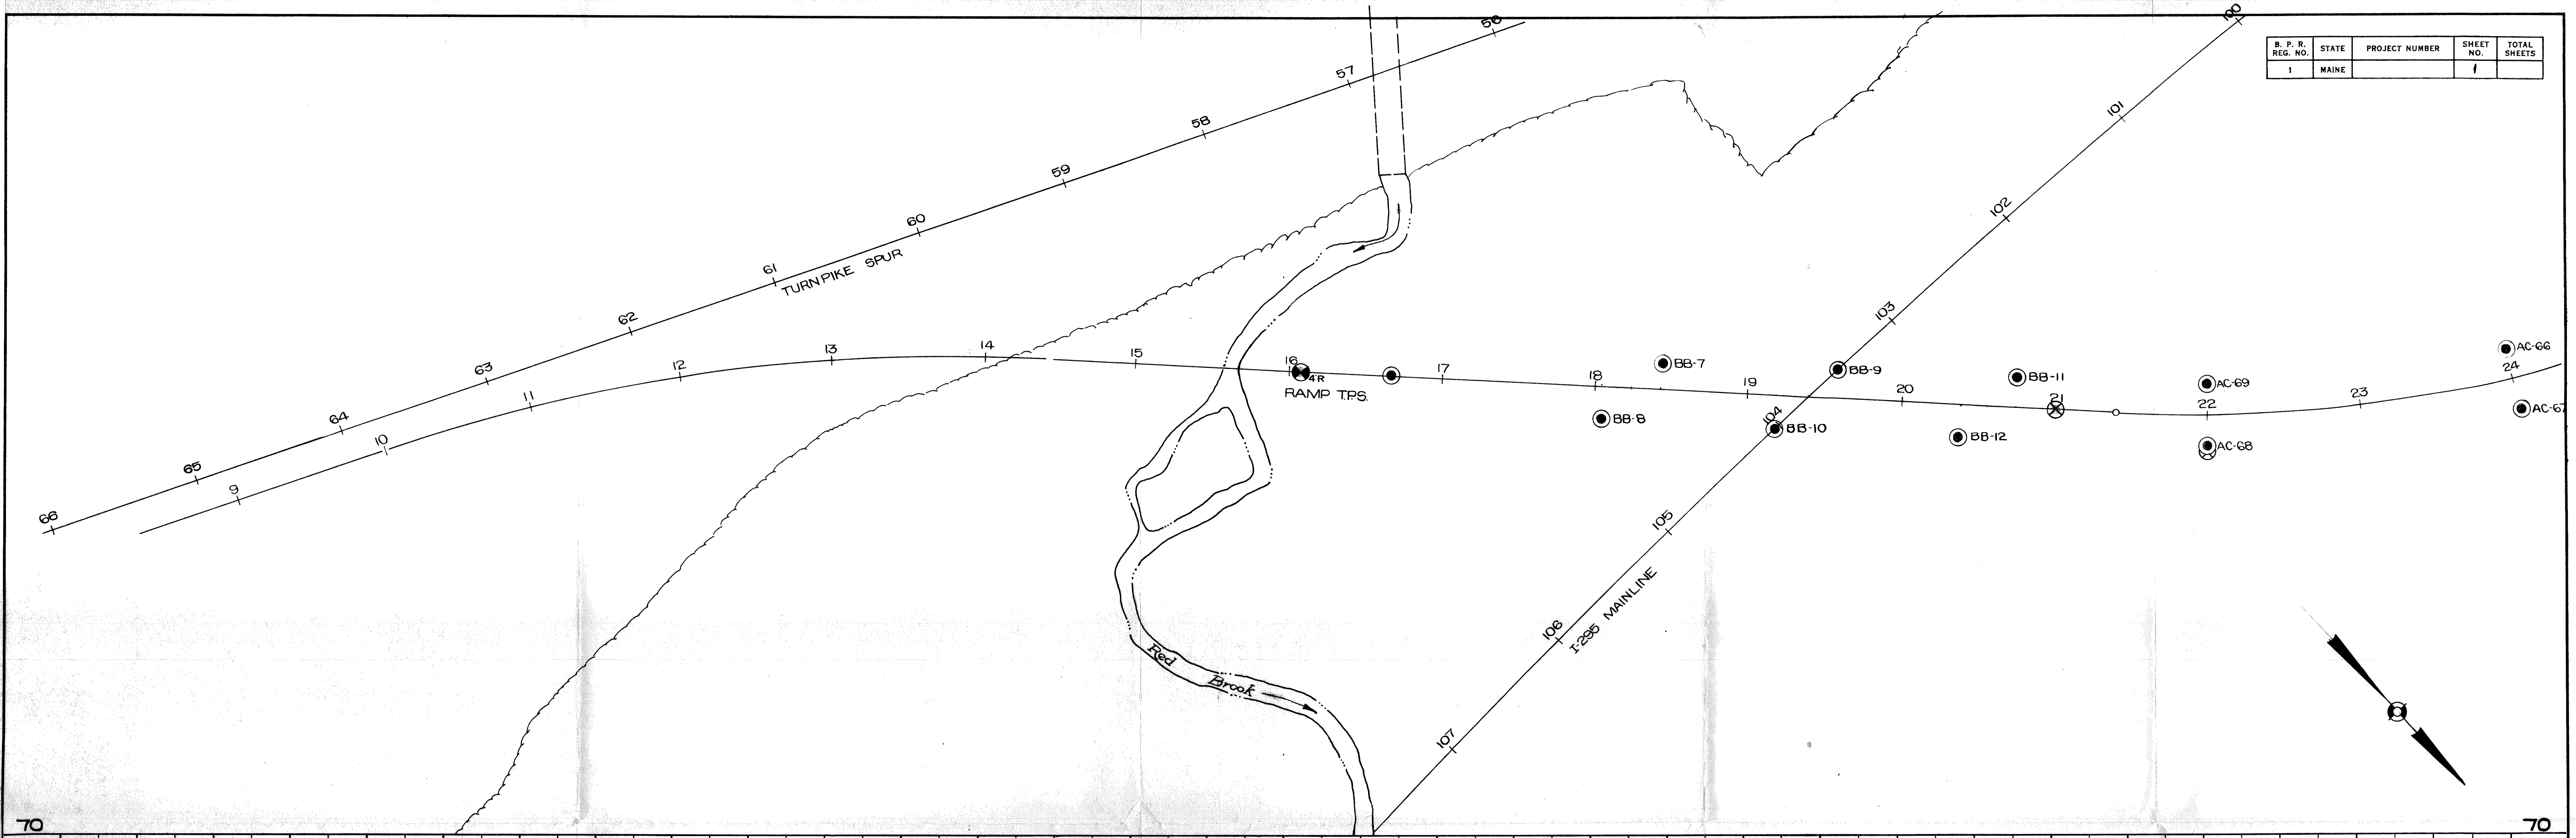 B. P. R. REG. NO. STATE PROJECT NUMBER SHEET NO. TOTAL SHEETS
1 MAINE 1
56
57
58
59
60
61
62
63
64
65
66
TURNPIKE SPUR
9
10
11
12
13
14
15
16
17
18
19
20
21
22
23
24
4'R
RAMP T.P.S.
BB-7
BB-8
BB-9
BB-10
BB-11
BB-12
AC-69
AC-68
AC-66
AC-67
100
101
102
103
104
105
106
107
I-295 MAINLINE
Red
Brook
70
70